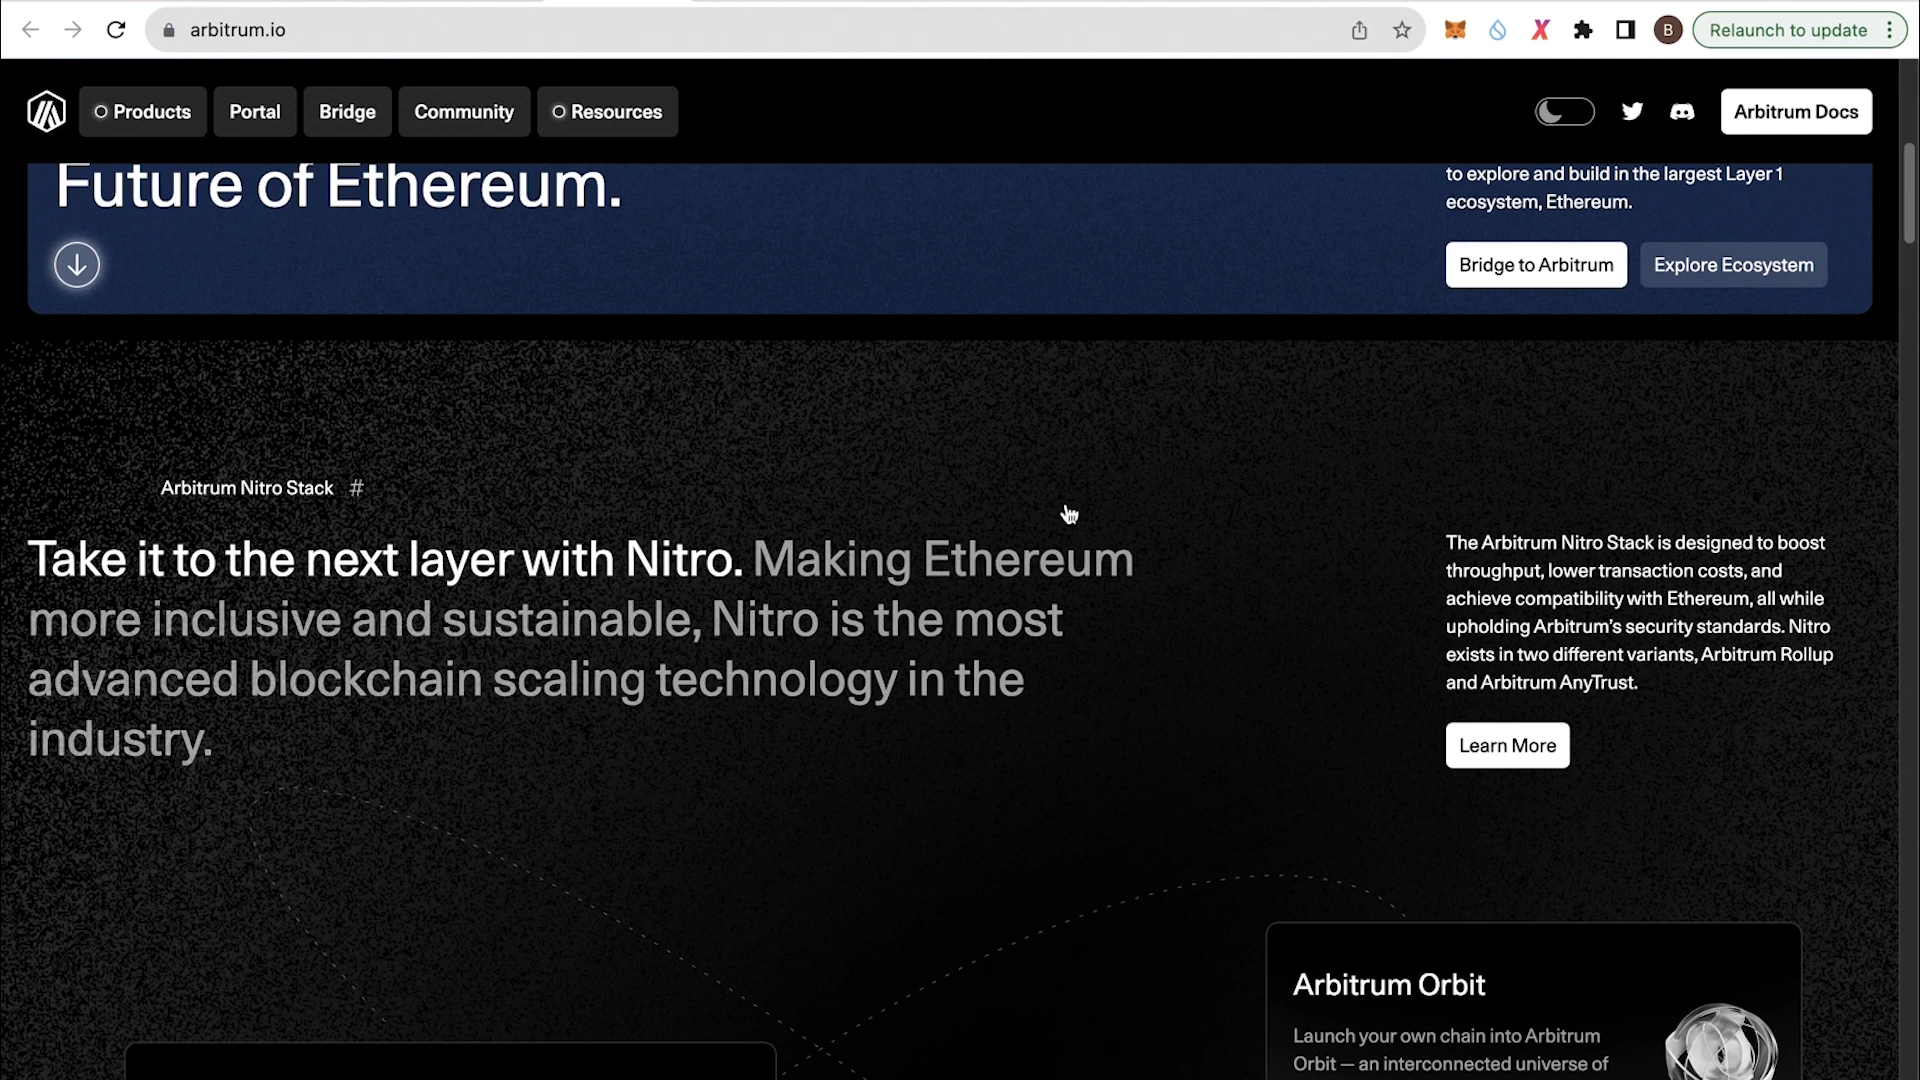 arbitrum.io
B
Relaunch to update
Products
Portal
Bridge
Community
Resources
Arbitrum Docs
Future of Ethereum.
to explore and build in the largest Layer 1
ecosystem, Ethereum.
Bridge to Arbitrum
Explore Ecosystem
Arbitrum Nitro Stack #
Take it to the next layer with Nitro. Making Ethereum
more inclusive and sustainable, Nitro is the most
advanced blockchain scaling technology in the
industry.
The Arbitrum Nitro Stack is designed to boost
throughput, lower transaction costs, and
achieve compatibility with Ethereum, all while
upholding Arbitrum’s security standards. Nitro
exists in two different variants, Arbitrum Rollup
and Arbitrum AnyTrust.
Learn More
Arbitrum Orbit
Launch your own chain into Arbitrum
Orbit — an interconnected universe of